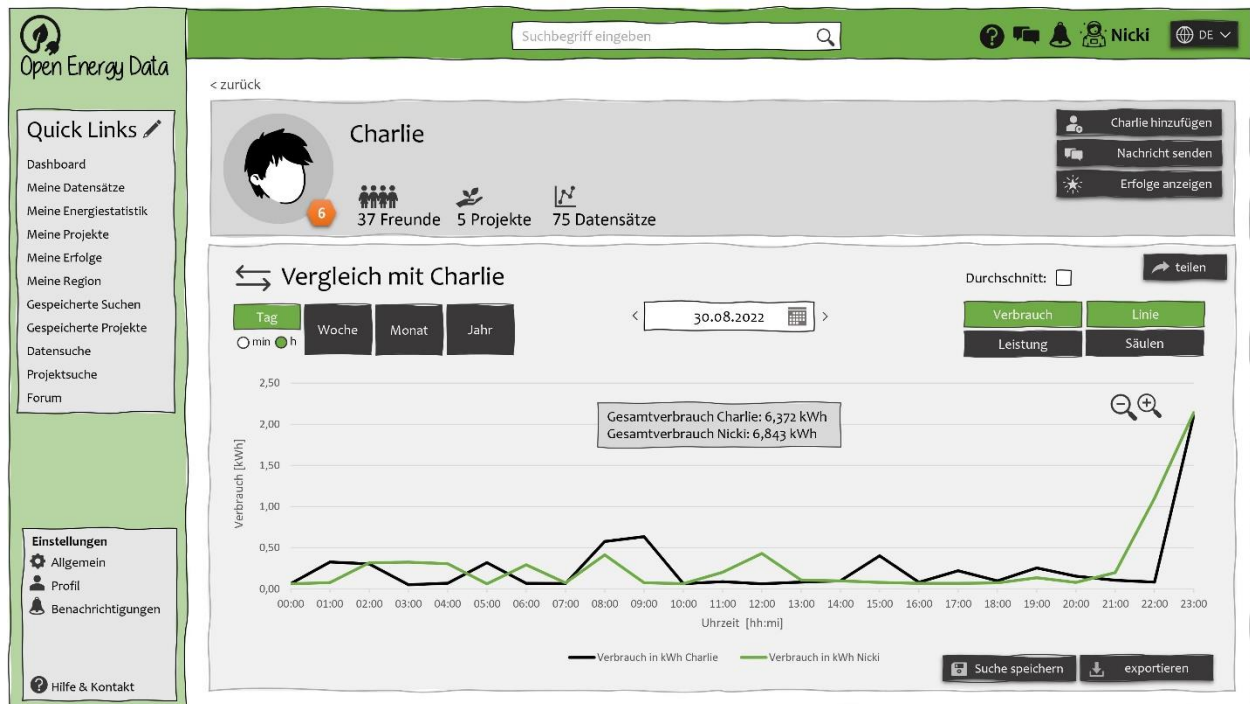 Open Energy Data
Suchbegriff eingeben
Nicki
DE
< zurück
Quick Links
Dashboard
Meine Datensätze
Meine Energiestatistik
Meine Projekte
Meine Erfolge
Meine Region
Gespeicherte Suchen
Gespeicherte Projekte
Datensuche
Projektsuche
Forum
Einstellungen
Allgemein
Profil
Benachrichtigungen
Hilfe & Kontakt
Charlie
6
37 Freunde 5 Projekte 75 Datensätze
Charlie hinzufügen
Nachricht senden
Erfolge anzeigen
Vergleich mit Charlie
Durchschnitt:
teilen
Tag
min h
Woche
Monat
Jahr
< 30.08.2022 >
Verbrauch
Linie
Leistung
Säulen
Gesamtverbrauch Charlie: 6,372 kWh
Gesamtverbrauch Nicki: 6,843 kWh
Verbrauch [kWh]
2,50
2,00
1,50
1,00
0,50
0,00
00:00 01:00 02:00 03:00 04:00 05:00 06:00 07:00 08:00 09:00 10:00 11:00 12:00 13:00 14:00 15:00 16:00 17:00 18:00 19:00 20:00 21:00 22:00 23:00
Uhrzeit [hh:mi]
Verbrauch in kWh Charlie Verbrauch in kWh Nicki
Suche speichern
exportieren